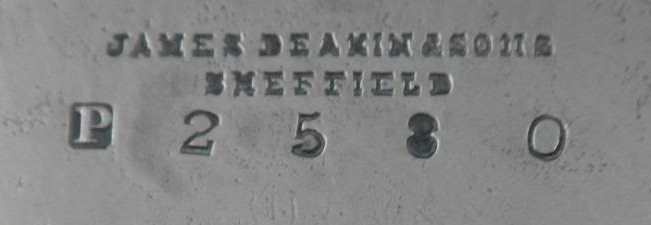 JAMES DEAKIN & SONS
SHEFFIELD
P 2 5 8 0